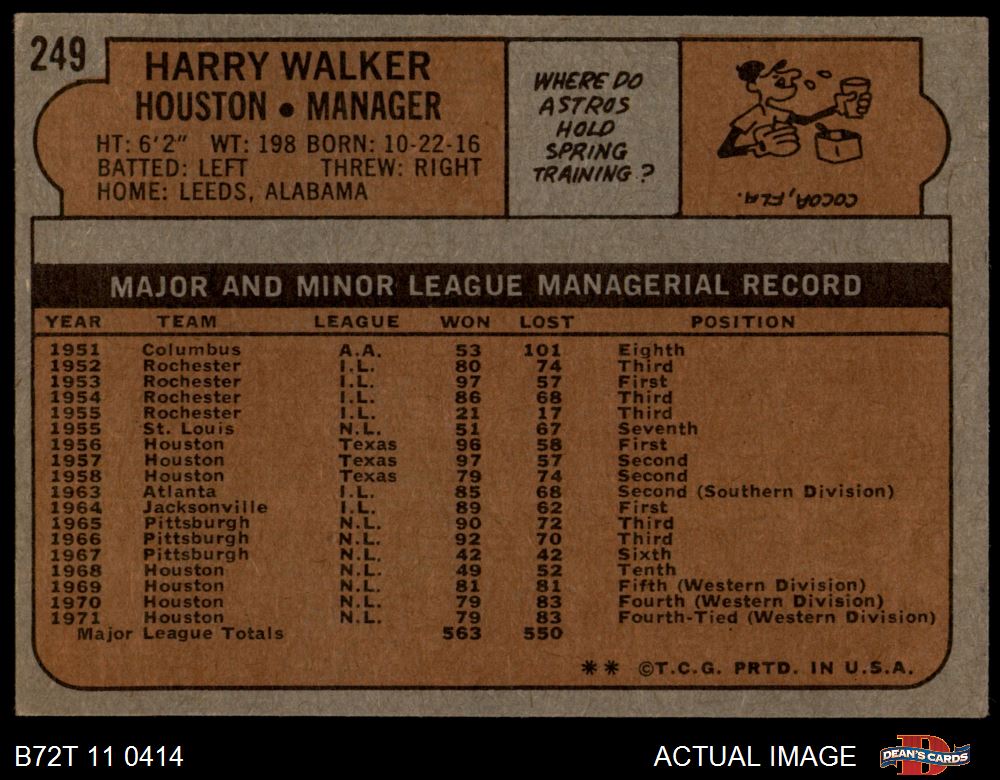 249
HARRY WALKER
HOUSTON • MANAGER
HT: 6'2" WT: 198 BORN: 10-22-16
BATTED: LEFT THREW: RIGHT
HOME: LEEDS, ALABAMA
WHERE DO
ASTROS
HOLD
SPRING
TRAINING?
COCOA, FLA.
MAJOR AND MINOR LEAGUE MANAGERIAL RECORD
YEAR TEAM LEAGUE WON LOST POSITION
1951 Columbus A.A. 53 101 Eighth
1952 Rochester I.L. 80 74 Third
1953 Rochester I.L. 97 57 First
1954 Rochester I.L. 86 68 Third
1955 Rochester I.L. 21 17 Third
1955 St. Louis N.L. 51 67 Seventh
1956 Houston Texas 96 58 First
1957 Houston Texas 97 57 Second
1958 Houston Texas 79 74 Second
1963 Atlanta I.L. 85 68 Second (Southern Division)
1964 Jacksonville I.L. 89 62 First
1965 Pittsburgh N.L. 90 72 Third
1966 Pittsburgh N.L. 92 70 Third
1967 Pittsburgh N.L. 42 42 Sixth
1968 Houston N.L. 49 52 Tenth
1969 Houston N.L. 81 81 Fifth (Western Division)
1970 Houston N.L. 79 83 Fourth (Western Division)
1971 Houston N.L. 79 83 Fourth-Tied (Western Division)
Major League Totals 563 550
** ©T.C.G. PRTD. IN U.S.A.
B72T 11 0414
ACTUAL IMAGE
D
DEAN'S CARDS